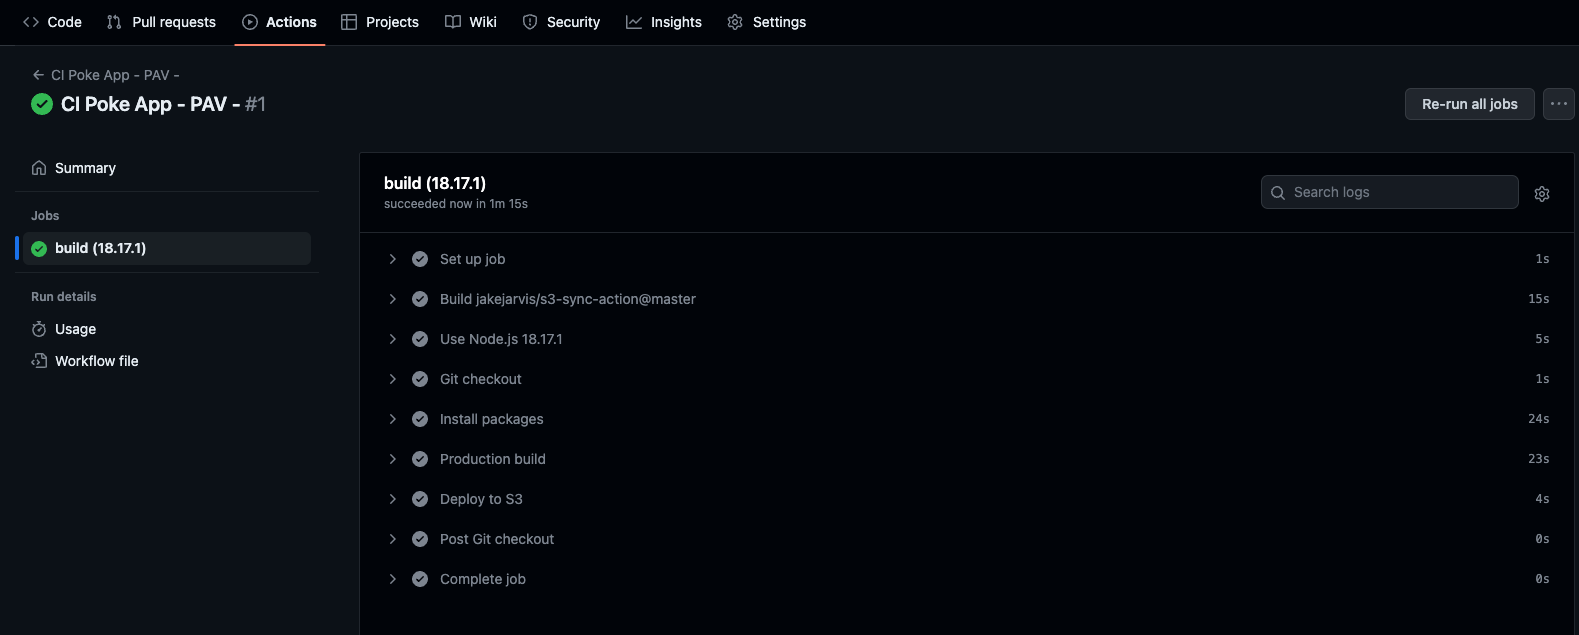 Code Pull requests Actions Projects Wiki Security Insights Settings
CI Poke App - PAV -
CI Poke App - PAV - #1
Re-run all jobs
Summary
Jobs
build (18.17.1)
Run details
Usage
Workflow file
build (18.17.1)
succeeded now in 1m 15s
Search logs
Set up job 1s
Build jakejarvis/s3-sync-action@master 15s
Use Node.js 18.17.1 5s
Git checkout 1s
Install packages 24s
Production build 23s
Deploy to S3 4s
Post Git checkout 0s
Complete job 0s